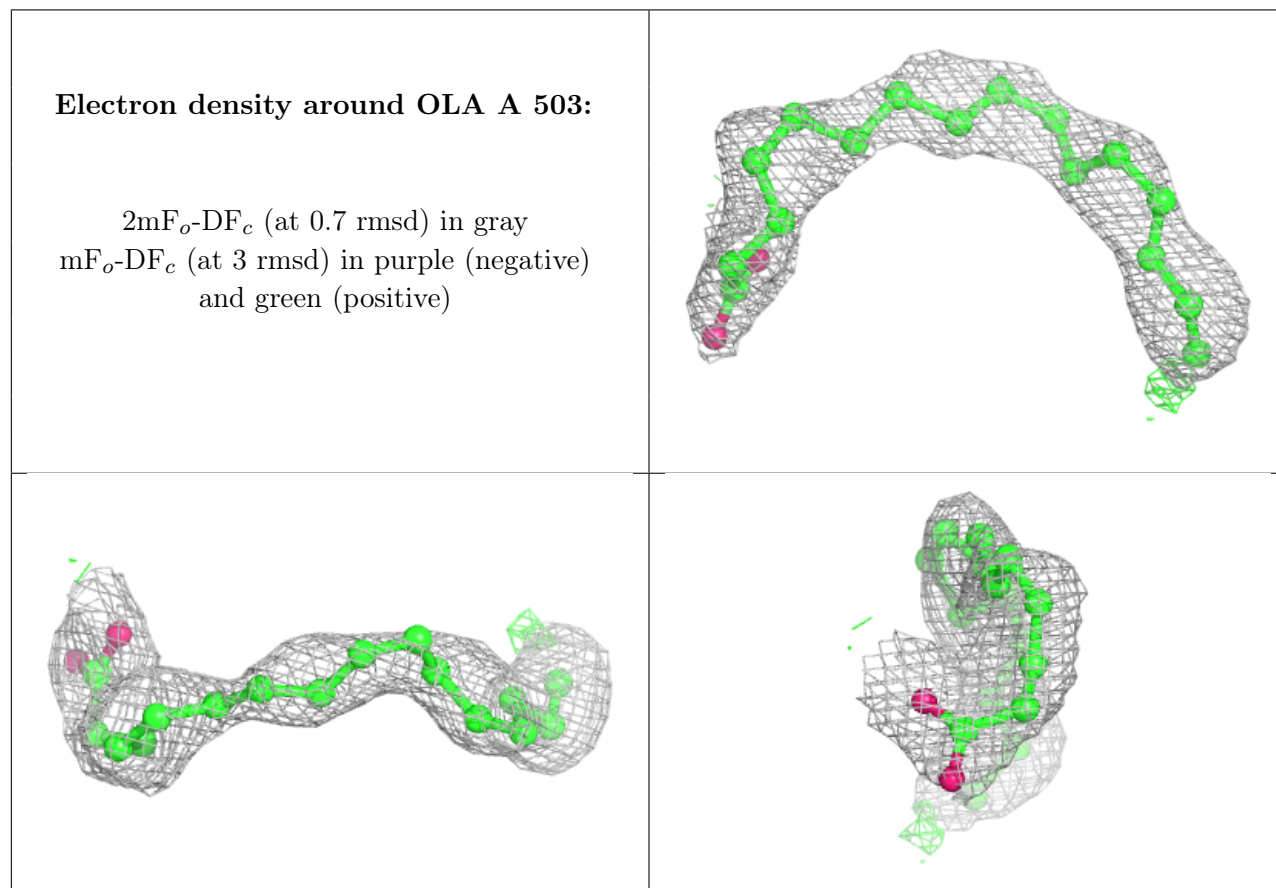 Electron density around OLA A 503:
2mFo-DFc (at 0.7 rmsd) in gray
mFo-DFc (at 3 rmsd) in purple (negative)
and green (positive)